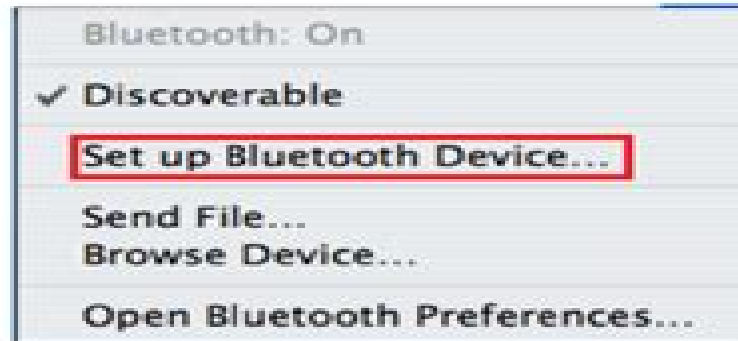 Bluetooth: On
✓ Discoverable
Set up Bluetooth Device...
Send File...
Browse Device...
Open Bluetooth Preferences...